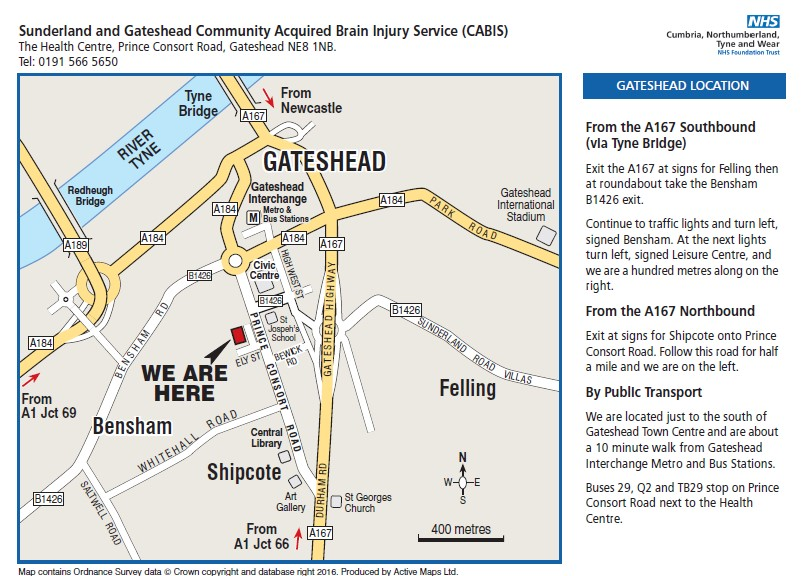 Sunderland and Gateshead Community Acquired Brain Injury Service (CABIS)
The Health Centre, Prince Consort Road, Gateshead NE8 1NB.
Tel: 0191 566 5650
NHS
Cumbria, Northumberland,
Tyne and Wear
NHS Foundation Trust
Tyne
Bridge
From
Newcastle
A167
RIVER
TYNE
GATESHEAD
Redheugh
Bridge
Gateshead
Interchange
M
Metro &
Bus Stations
A184
A184
PARK ROAD
Gateshead
International
Stadium
A189
A184
A184
A167
B1426
Civic
Centre
HIGH WEST ST
B1426
B1426
St
Jospeh's
School
PRINCE CONSORT ROAD
GATESHEAD HIGHWAY
SUNDERLAND ROAD VILLAS
A184
BENSHAM RD
ELY ST
BEWICK
RD
WE ARE
HERE
From
A1 Jct 69
Felling
Bensham
WHITEHALL ROAD
Central
Library
Shipcote
N
W
E
S
B1426
SALTWELL ROAD
Art
Gallery
DURHAM RD
St Georges
Church
From
A1 Jct 66
A167
400 metres
Map contains Ordnance Survey data © Crown copyright and database right 2016. Produced by Active Maps Ltd.
GATESHEAD LOCATION
From the A167 Southbound
(via Tyne Bridge)
Exit the A167 at signs for Felling then
at roundabout take the Bensham
B1426 exit.
Continue to traffic lights and turn left,
signed Bensham. At the next lights
turn left, signed Leisure Centre, and
we are a hundred metres along on the
right.
From the A167 Northbound
Exit at signs for Shipcote onto Prince
Consort Road. Follow this road for half
a mile and we are on the left.
By Public Transport
We are located just to the south of
Gateshead Town Centre and are about
a 10 minute walk from Gateshead
Interchange Metro and Bus Stations.
Buses 29, Q2 and TB29 stop on Prince
Consort Road next to the Health
Centre.